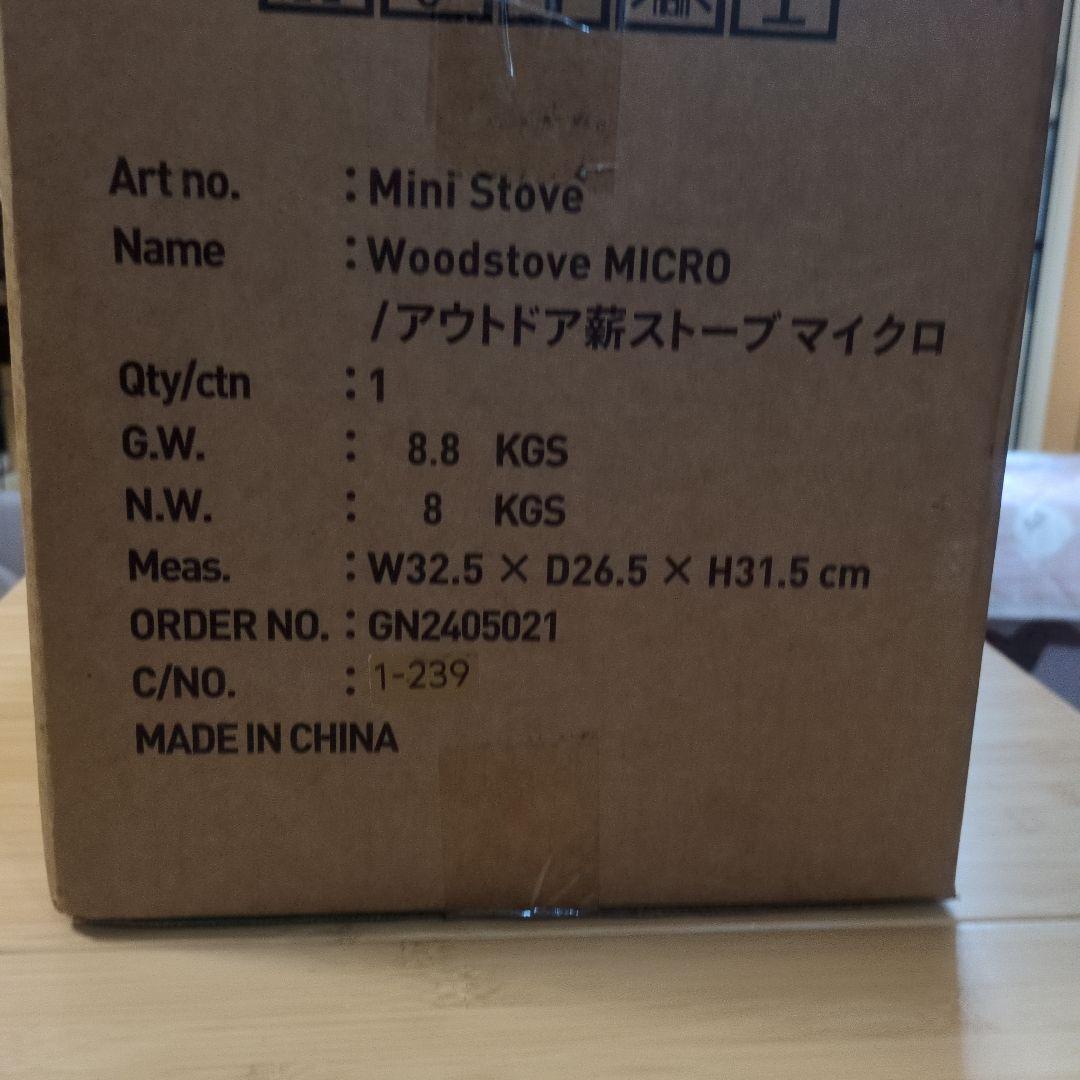 Art no. : Mini Stove
Name : Woodstove MICRO
/アウトドア薪ストーブ マイクロ
Qty/ctn : 1
G.W. : 8.8 KGS
N.W. : 8 KGS
Meas. : W32.5 × D26.5 × H31.5 cm
ORDER NO. : GN2405021
C/NO. : 1-239
MADE IN CHINA